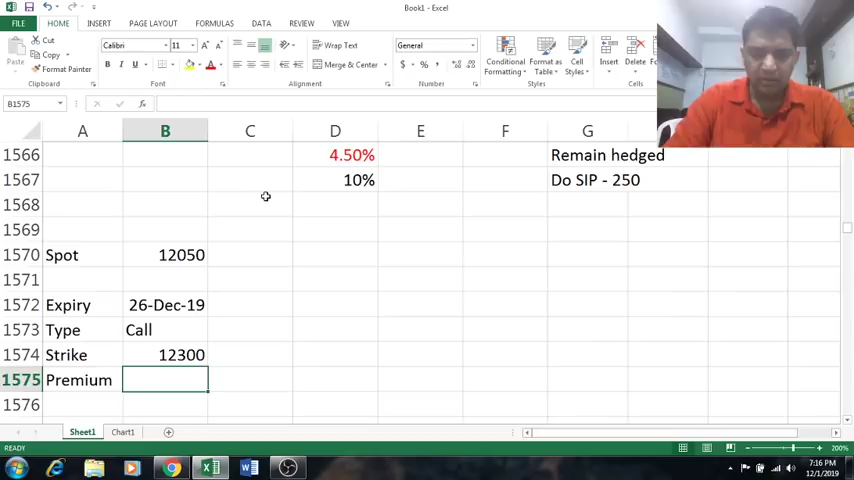 Book1 - Excel
FILE HOME INSERT PAGE LAYOUT FORMULAS DATA REVIEW VIEW
Cut
Copy
Format Painter
Paste
Calibri 11
B I U
Wrap Text
Merge & Center
General
$ % ,
Conditional Formatting
Format as Table
Cell Styles
Insert Delete
Clipboard Font Alignment Number Styles
B1575 fx
A B C D E F G
1566 4.50% Remain hedged
1567 10% Do SIP - 250
1568
1569
1570 Spot 12050
1571
1572 Expiry 26-Dec-19
1573 Type Call
1574 Strike 12300
1575 Premium
1576
Sheet1 Chart1
READY 200%
7:16 PM
12/1/2019